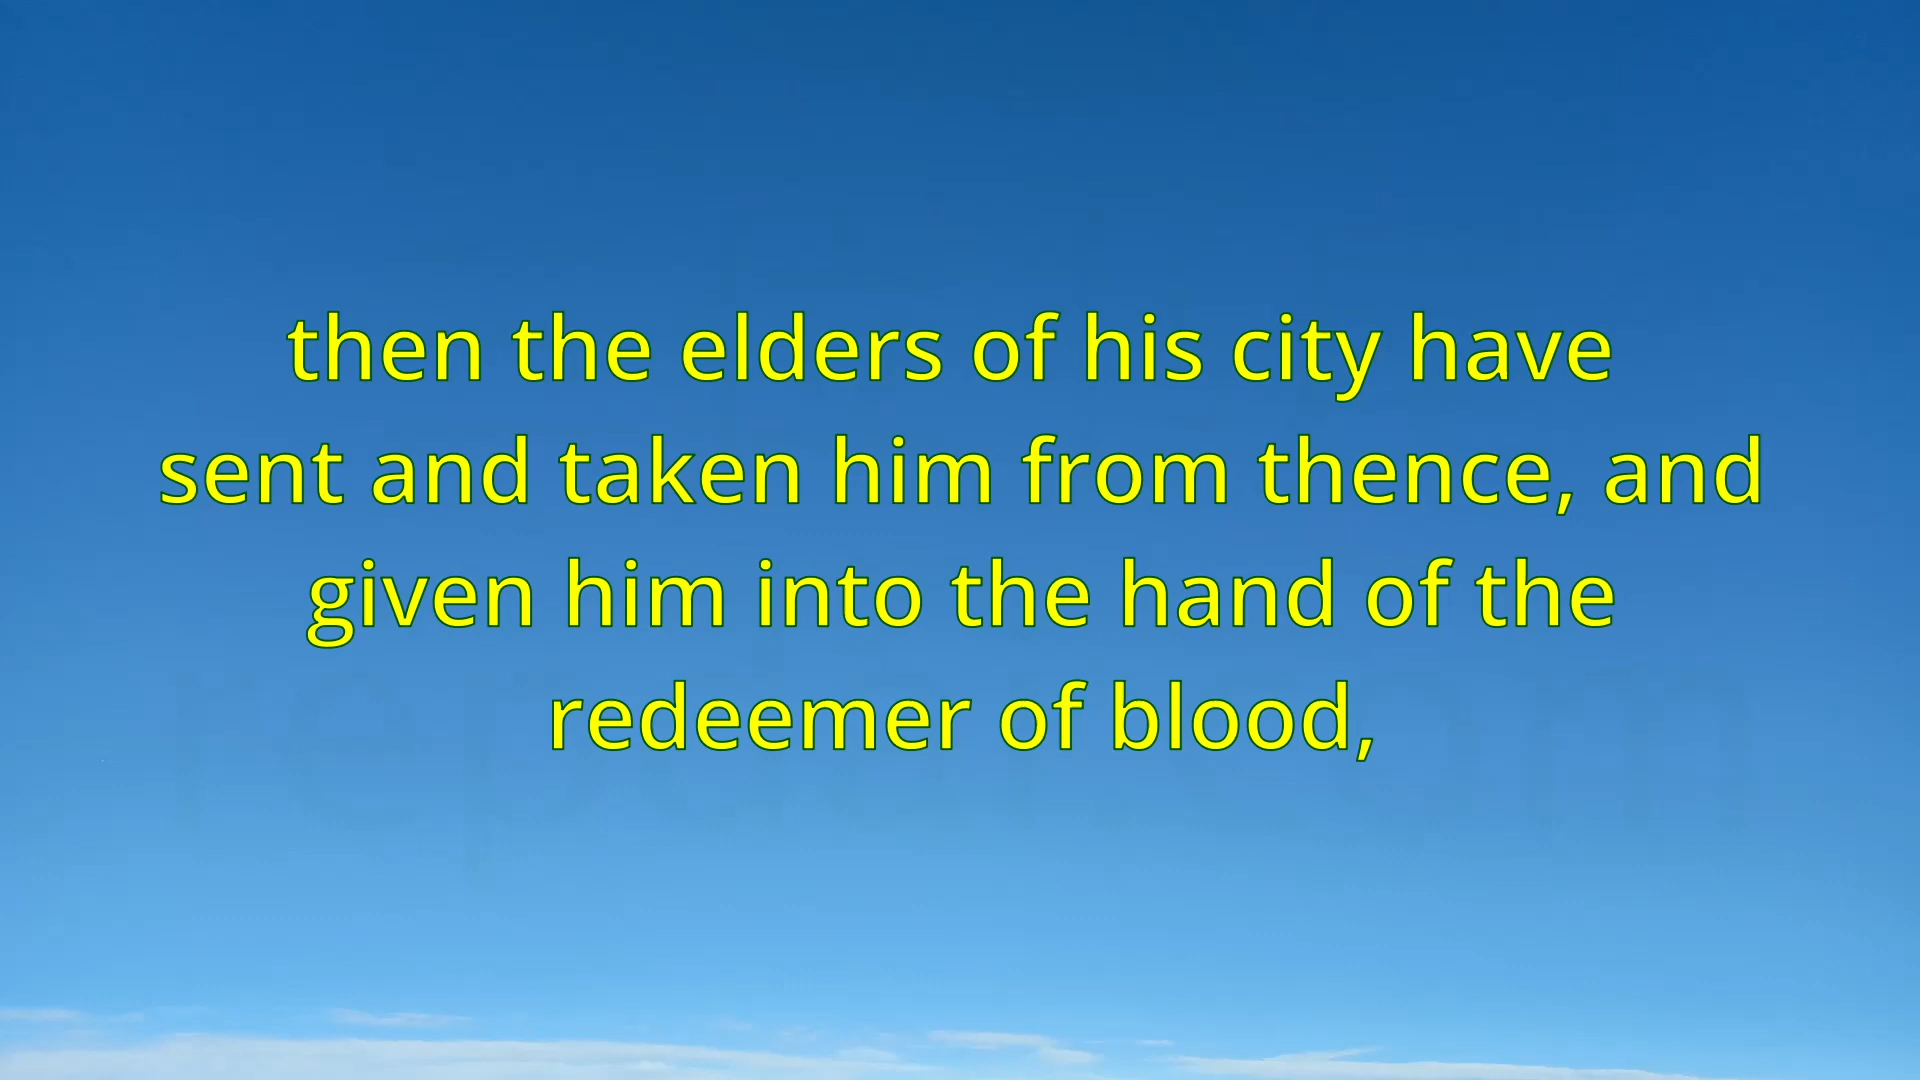 then the elders of his city have
sent and taken him from thence, and
given him into the hand of the
redeemer of blood,